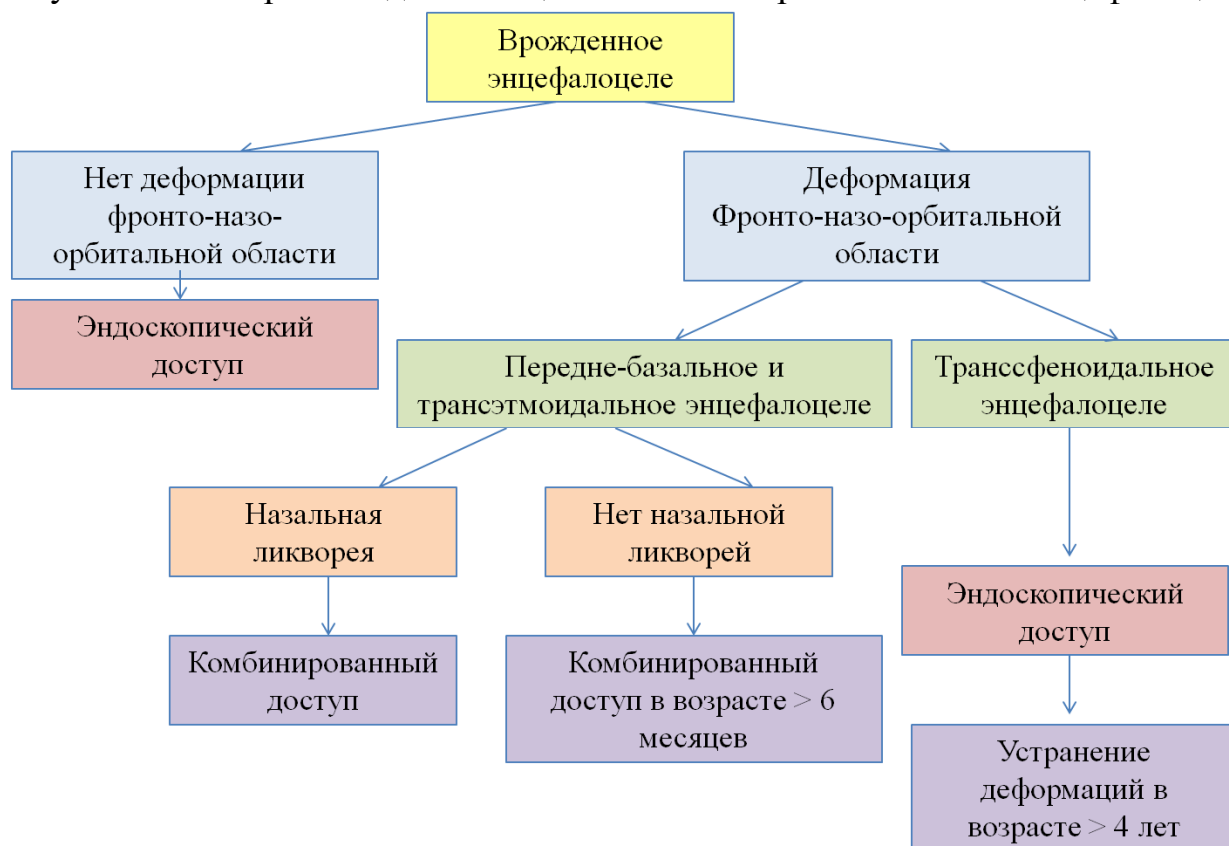 Врожденное
энцефалоцеле
Нет деформации
фронто-назо-
орбитальной области
Деформация
Фронто-назо-орбитальной
области
Эндоскопический
доступ
Передне-базальное и
трансэтмоидальное энцефалоцеле
Транссфеноидальное
энцефалоцеле
Назальная
ликворея
Нет назальной
ликворей
Эндоскопический
доступ
Комбинированный
доступ
Комбинированный
доступ в возрасте > 6
месяцев
Устранение
деформаций в
возрасте > 4 лет